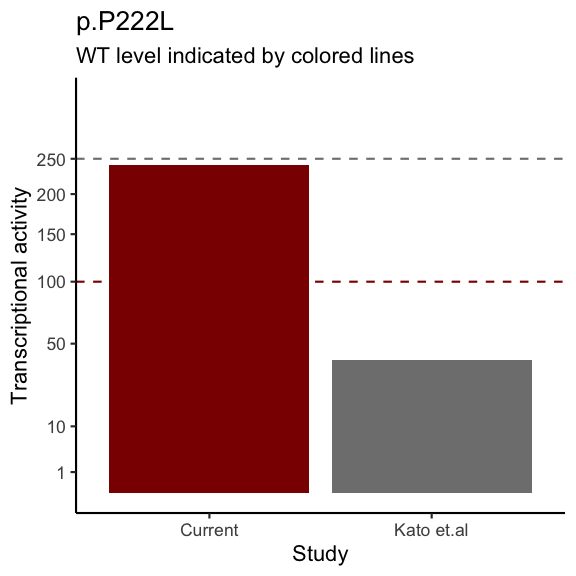 p.P222L
WT level indicated by colored lines
Transcriptional activity
250
200
150
100
50
10
1
Current
Kato et.al
Study